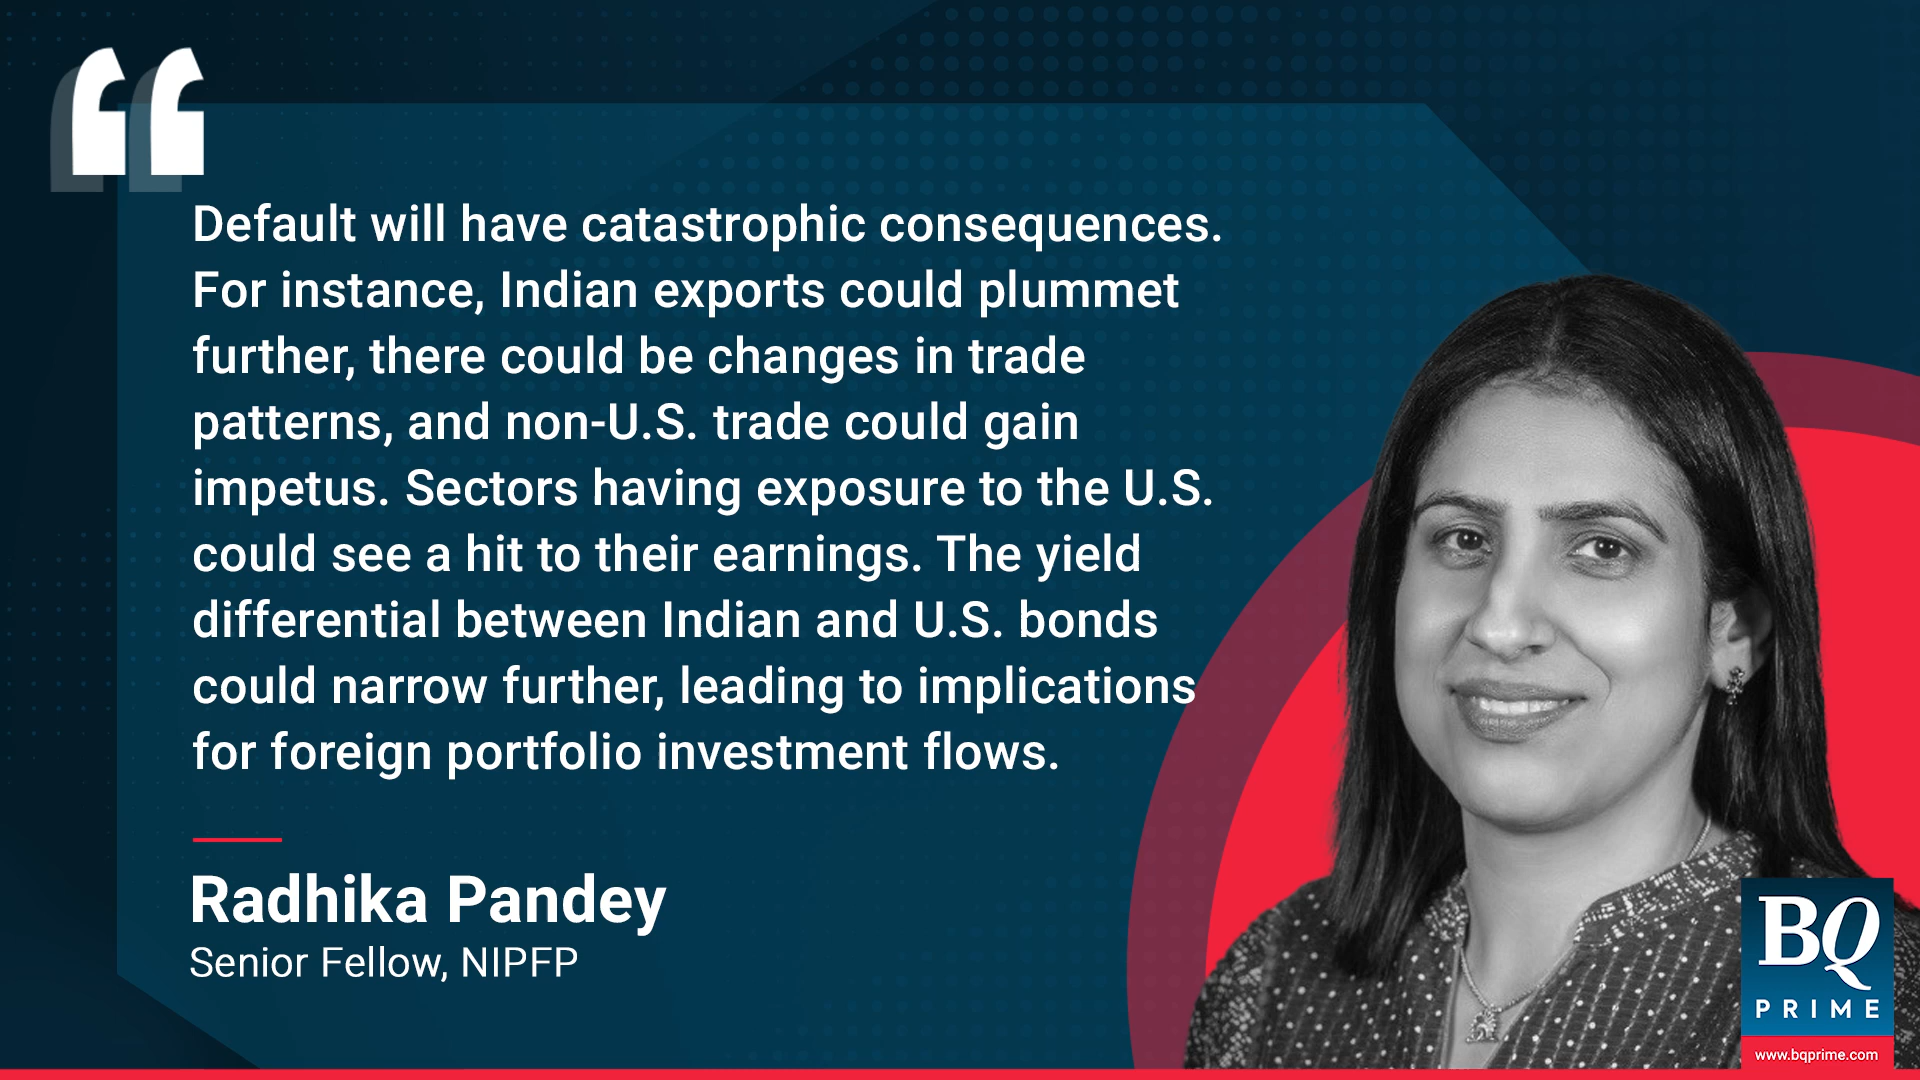 “
Default will have catastrophic consequences.
For instance, Indian exports could plummet
further, there could be changes in trade
patterns, and non-U.S. trade could gain
impetus. Sectors having exposure to the U.S.
could see a hit to their earnings. The yield
differential between Indian and U.S. bonds
could narrow further, leading to implications
for foreign portfolio investment flows.
Radhika Pandey
Senior Fellow, NIPFP
BQ
PRIME
www.bqprime.com